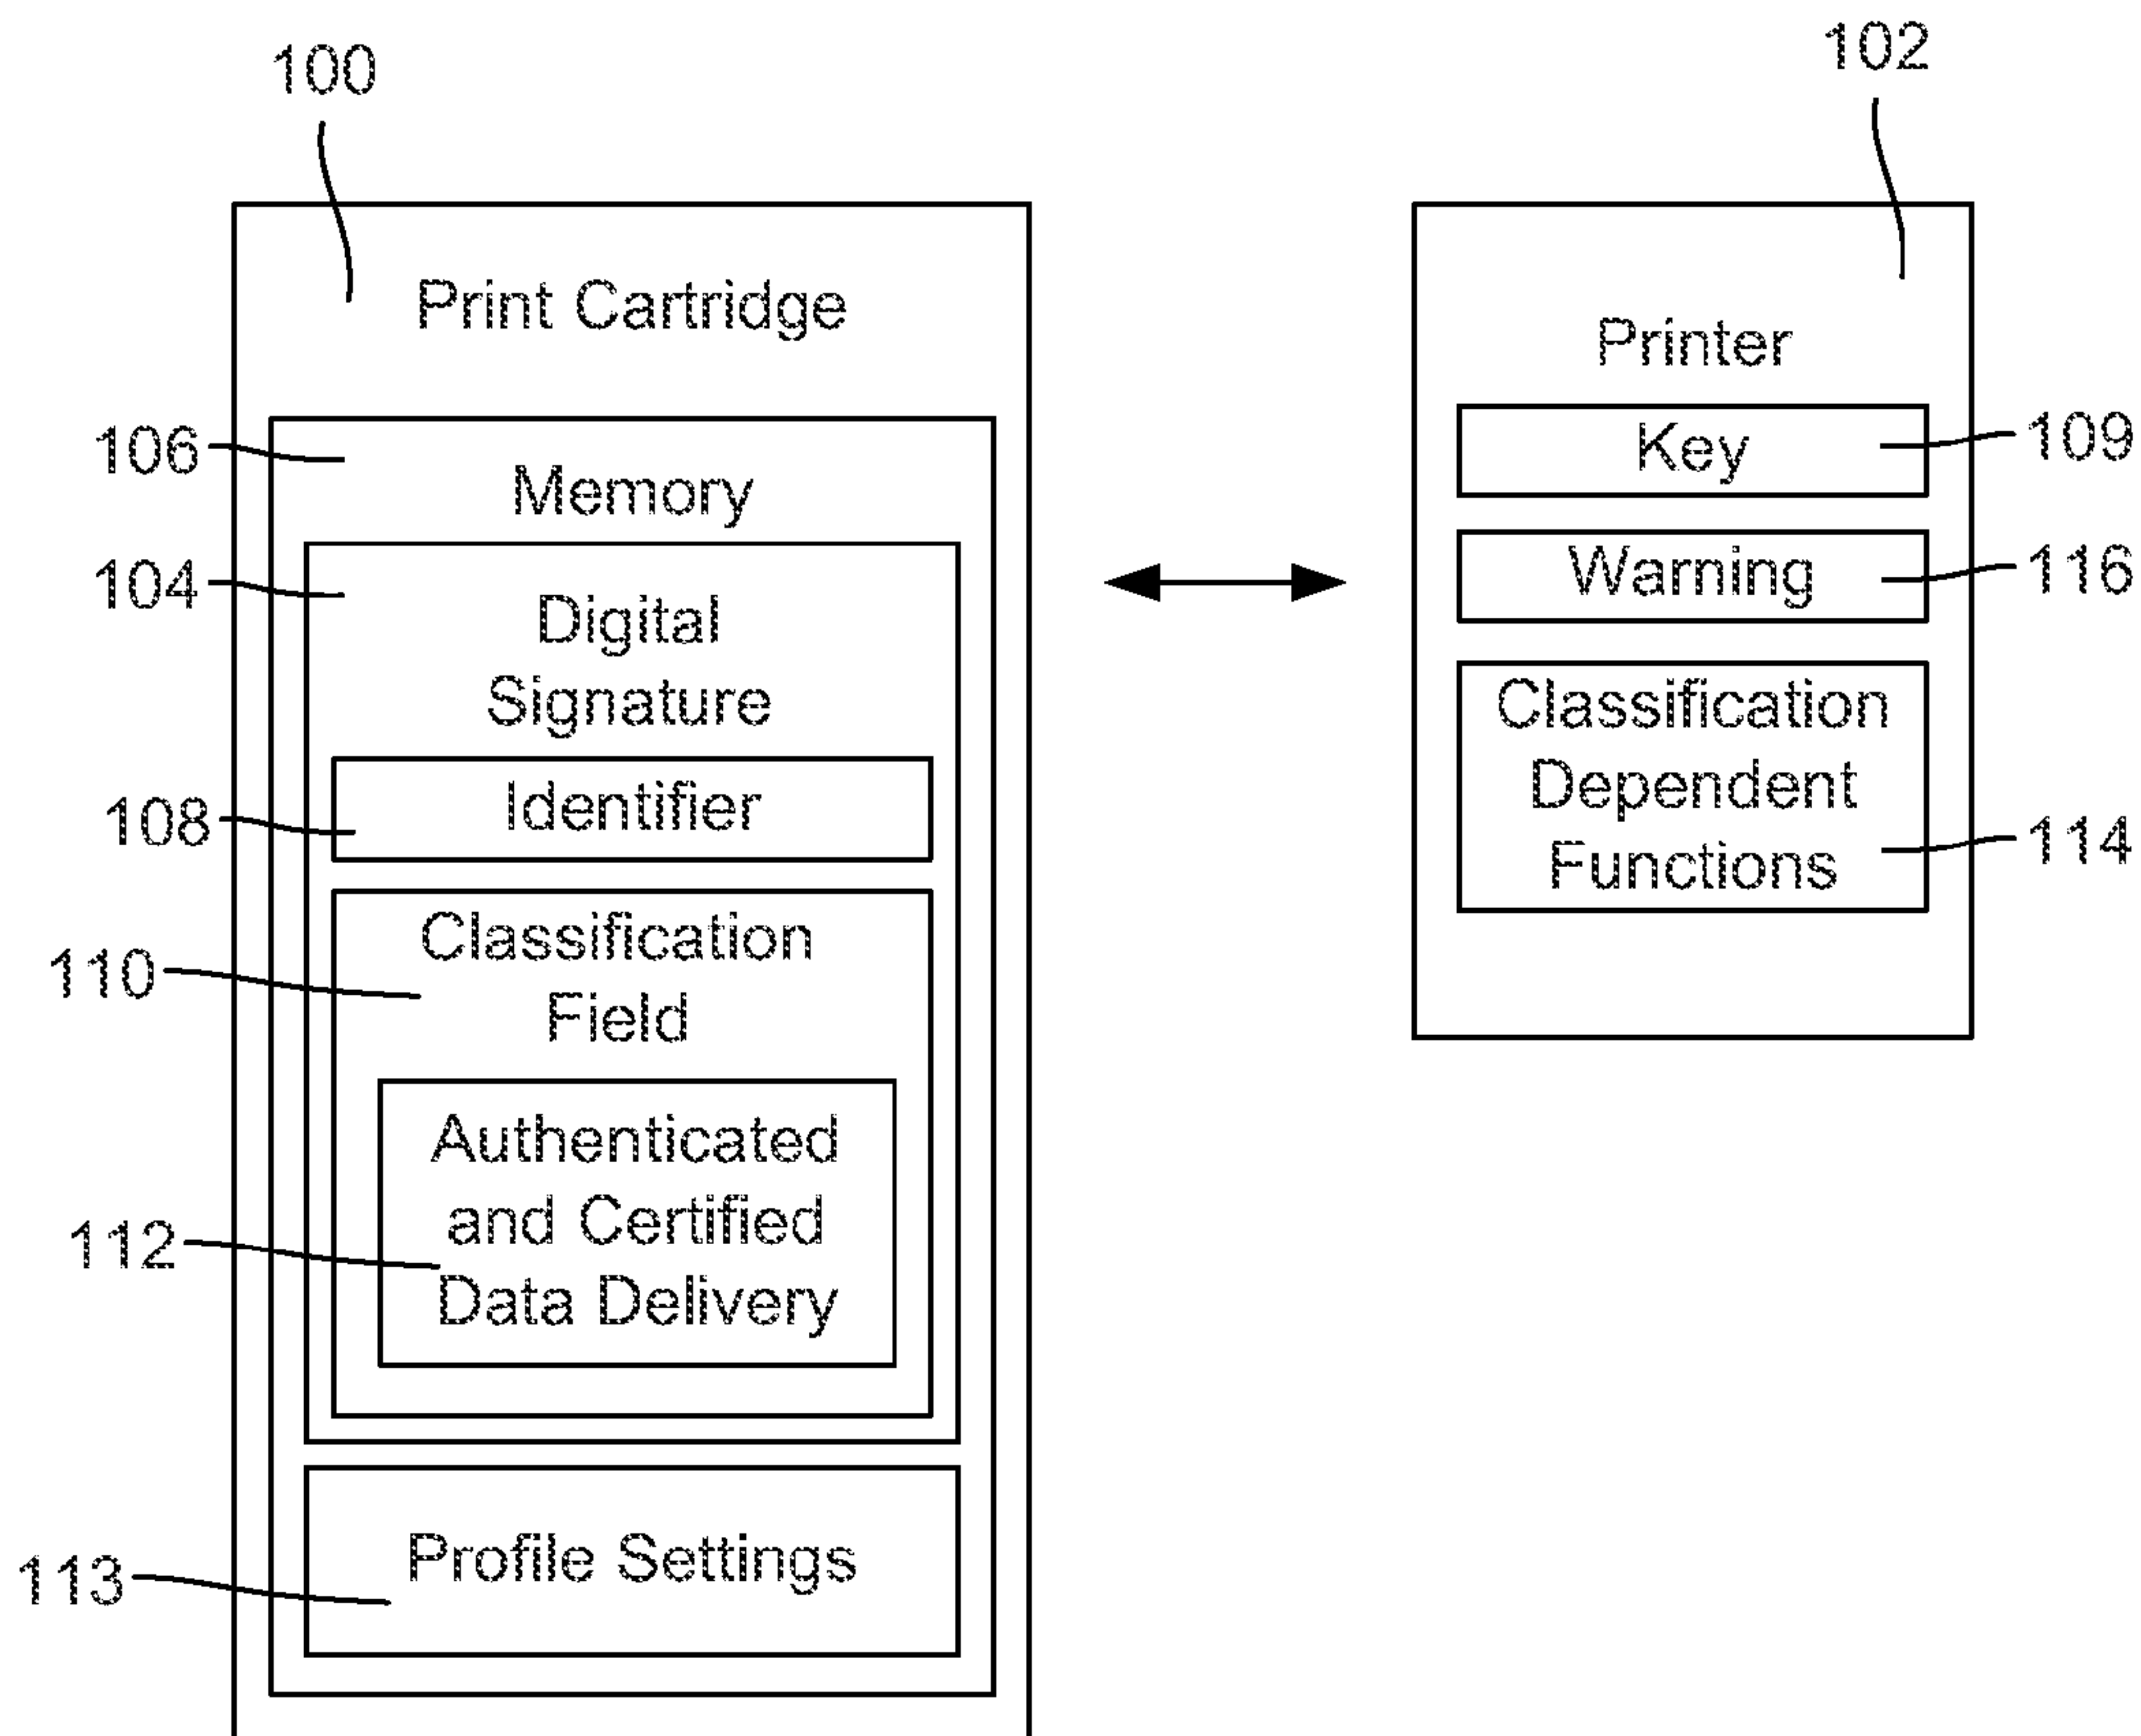 100
102
Print Cartridge
Printer
106
Memory
Key
109
104
Digital
Signature
Warning
116
108
Identifier
Classification
Dependent
Functions
114
110
Classification
Field
112
Authenticated
and Certified
Data Delivery
113
Profile Settings